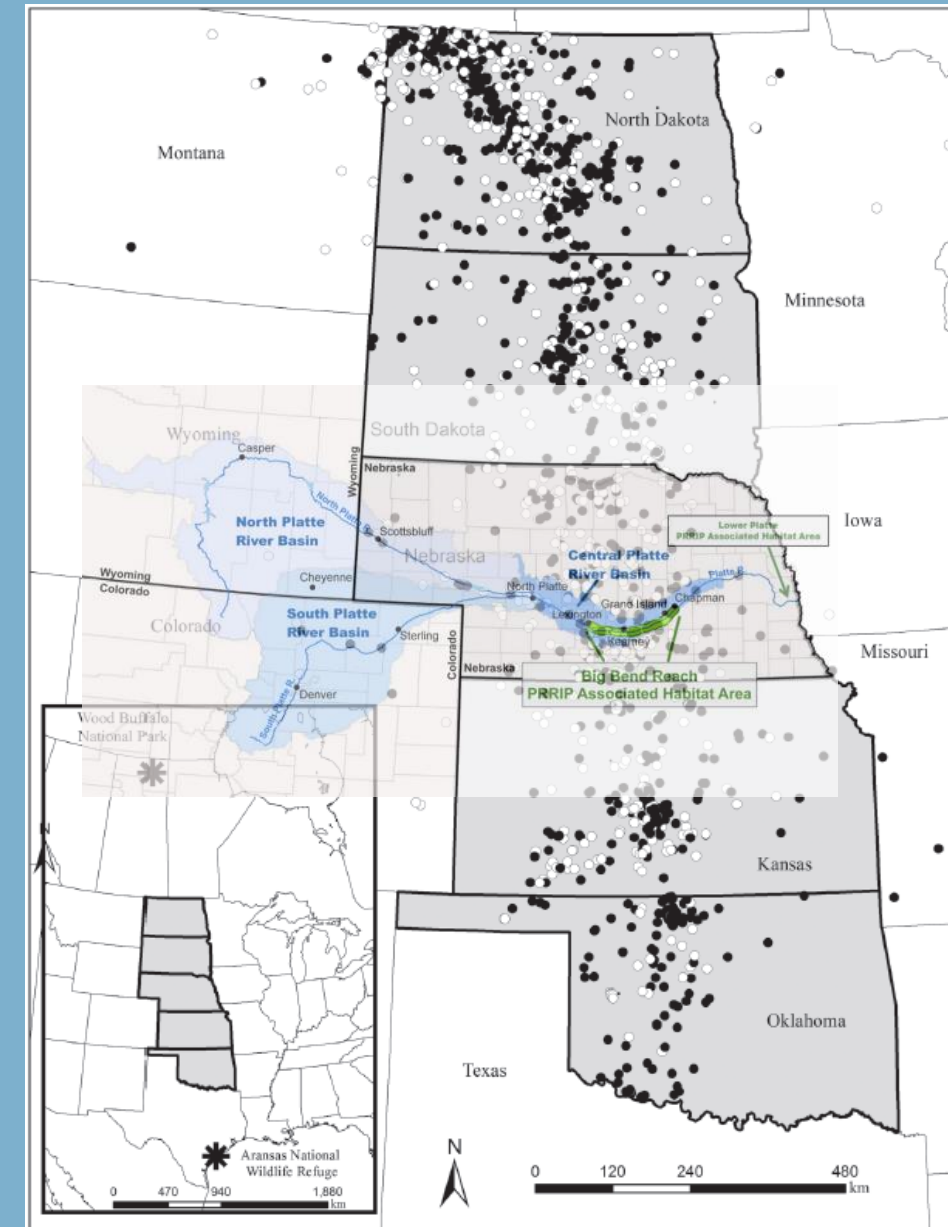 North Dakota
Montana
Minnesota
South Dakota
Wyoming
Casper
Wyoming
Nebraska
North Platte R.
Scottsbluff
North Platte
River Basin
Nebraska
Central Platte
River Basin
Lower Platte
PRRIP Associated Habitat Area
Iowa
Wyoming
Colorado
Cheyenne
North Platte
Platte R.
Chapman
Grand Island
Lexington
Kearney
Colorado
South Platte
River Basin
Sterling
Colorado
Nebraska
Missouri
Big Bend Reach
PRRIP Associated Habitat Area
Denver
South Platte R.
Wood Buffalo
National Park
N
Kansas
Oklahoma
Texas
Aransas National
Wildlife Refuge
0 470 940 1,880
km
N
0 120 240 480
km